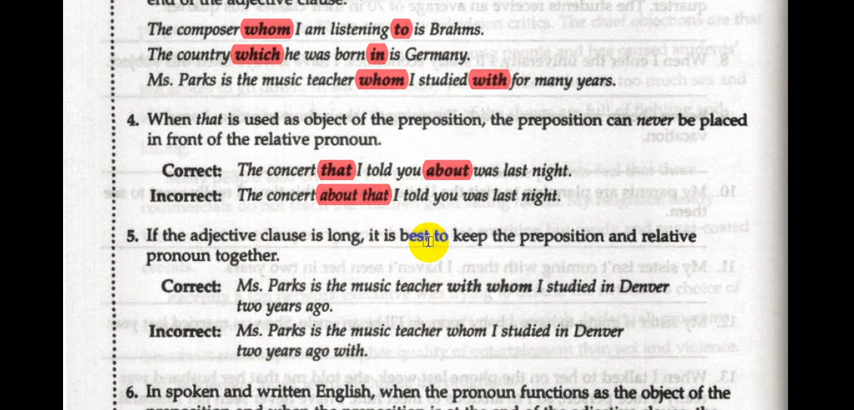 end of the adjective clause.
The composer whom I am listening to is Brahms.
The country which he was born in is Germany.
Ms. Parks is the music teacher whom I studied with for many years.
4. When that is used as object of the preposition, the preposition can never be placed
in front of the relative pronoun.
Correct: The concert that I told you about was last night.
Incorrect: The concert about that I told you was last night.
5. If the adjective clause is long, it is best to keep the preposition and relative
pronoun together.
Correct: Ms. Parks is the music teacher with whom I studied in Denver
two years ago.
Incorrect: Ms. Parks is the music teacher whom I studied in Denver
two years ago with.
6. In spoken and written English, when the pronoun functions as the object of the